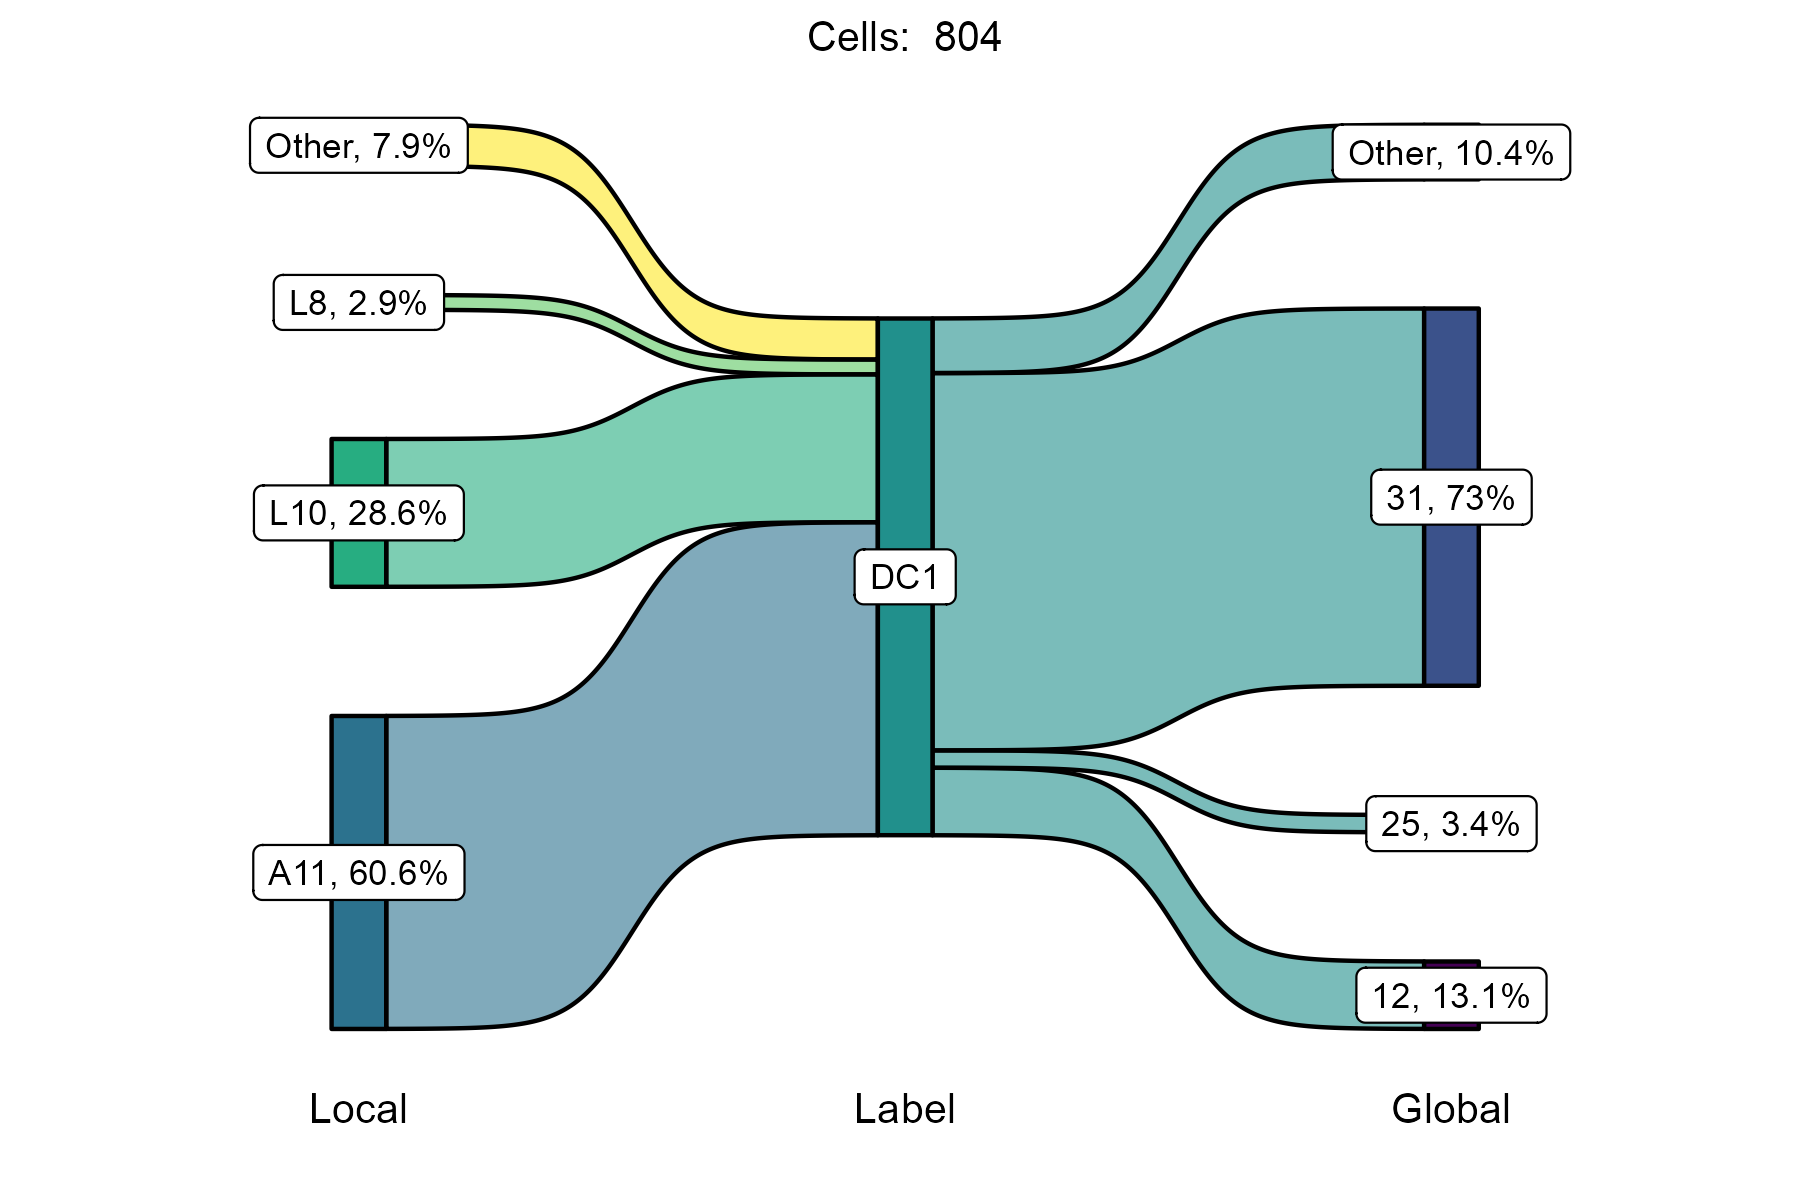 Cells:  804
Other, 7.9%
Other, 10.4%
L8, 2.9%
L10, 28.6%
31, 73%
DC1
A11, 60.6%
25, 3.4%
12, 13.1%
Local
Label
Global